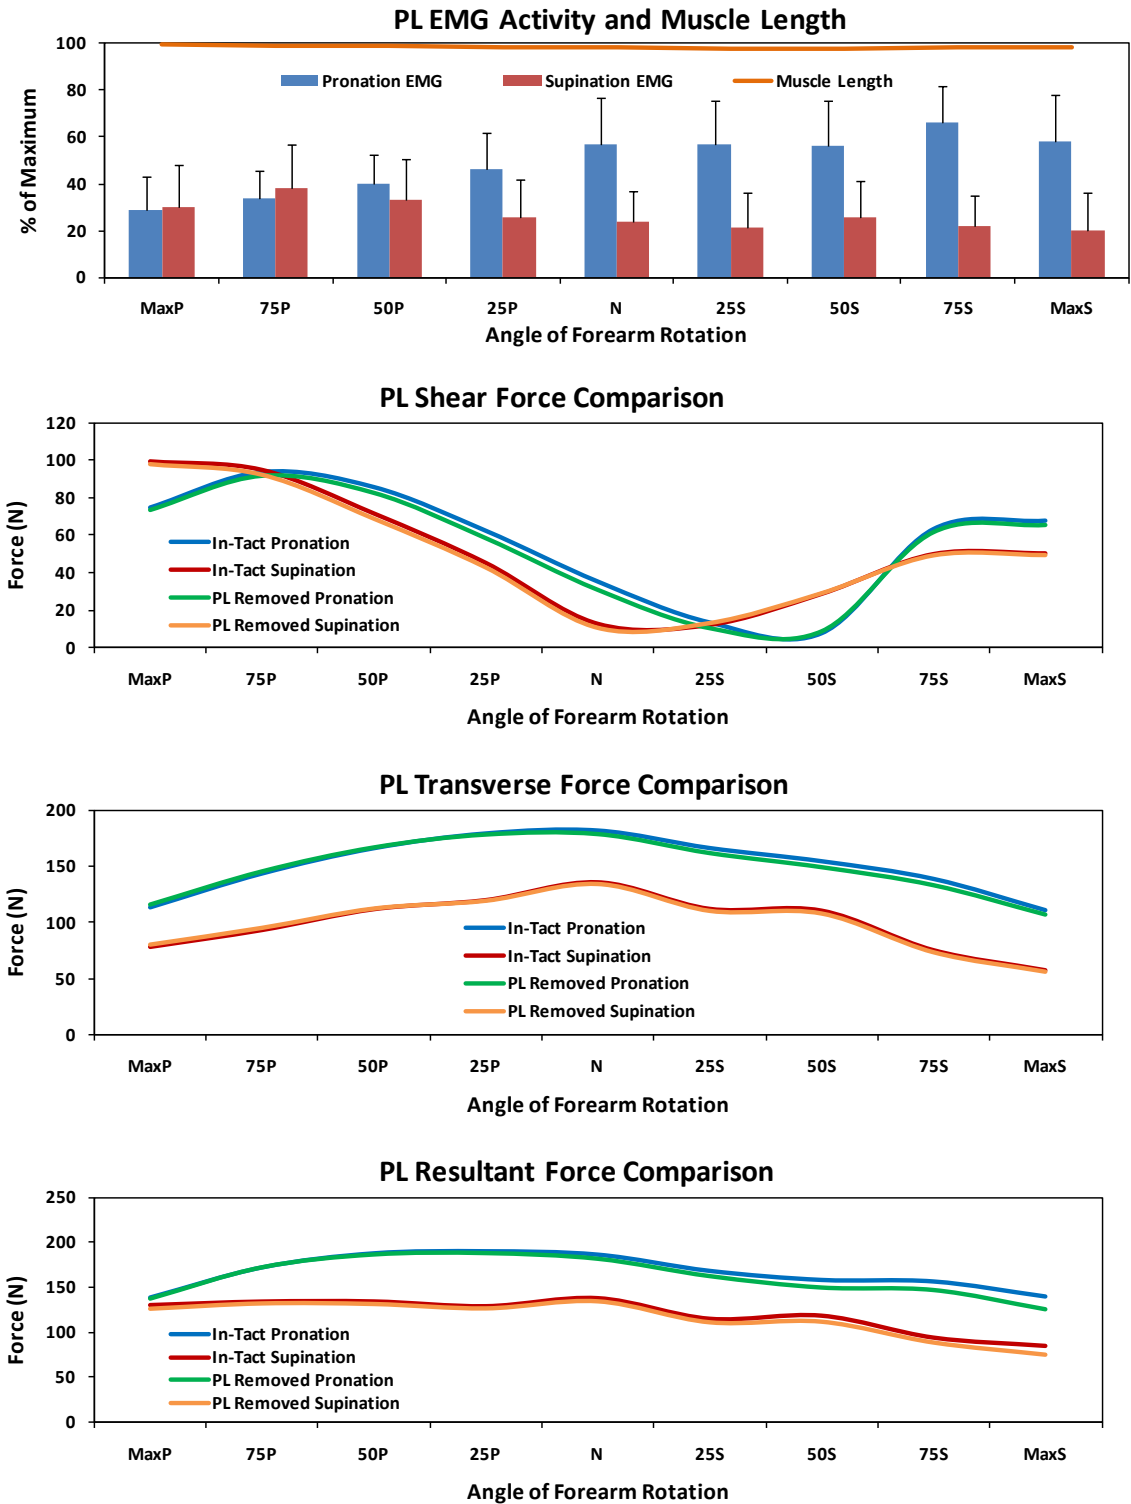 PL EMG Activity and Muscle Length
100
80
60
40
20
0
% of Maximum
Pronation EMG Supination EMG Muscle Length
MaxP 75P 50P 25P N 25S 50S 75S MaxS
Angle of Forearm Rotation
PL Shear Force Comparison
120
100
80
60
40
20
0
Force (N)
In-Tact Pronation
In-Tact Supination
PL Removed Pronation
PL Removed Supination
MaxP 75P 50P 25P N 25S 50S 75S MaxS
Angle of Forearm Rotation
PL Transverse Force Comparison
200
150
100
50
0
Force (N)
In-Tact Pronation
In-Tact Supination
PL Removed Pronation
PL Removed Supination
MaxP 75P 50P 25P N 25S 50S 75S MaxS
Angle of Forearm Rotation
PL Resultant Force Comparison
250
200
150
100
50
0
Force (N)
In-Tact Pronation
In-Tact Supination
PL Removed Pronation
PL Removed Supination
MaxP 75P 50P 25P N 25S 50S 75S MaxS
Angle of Forearm Rotation